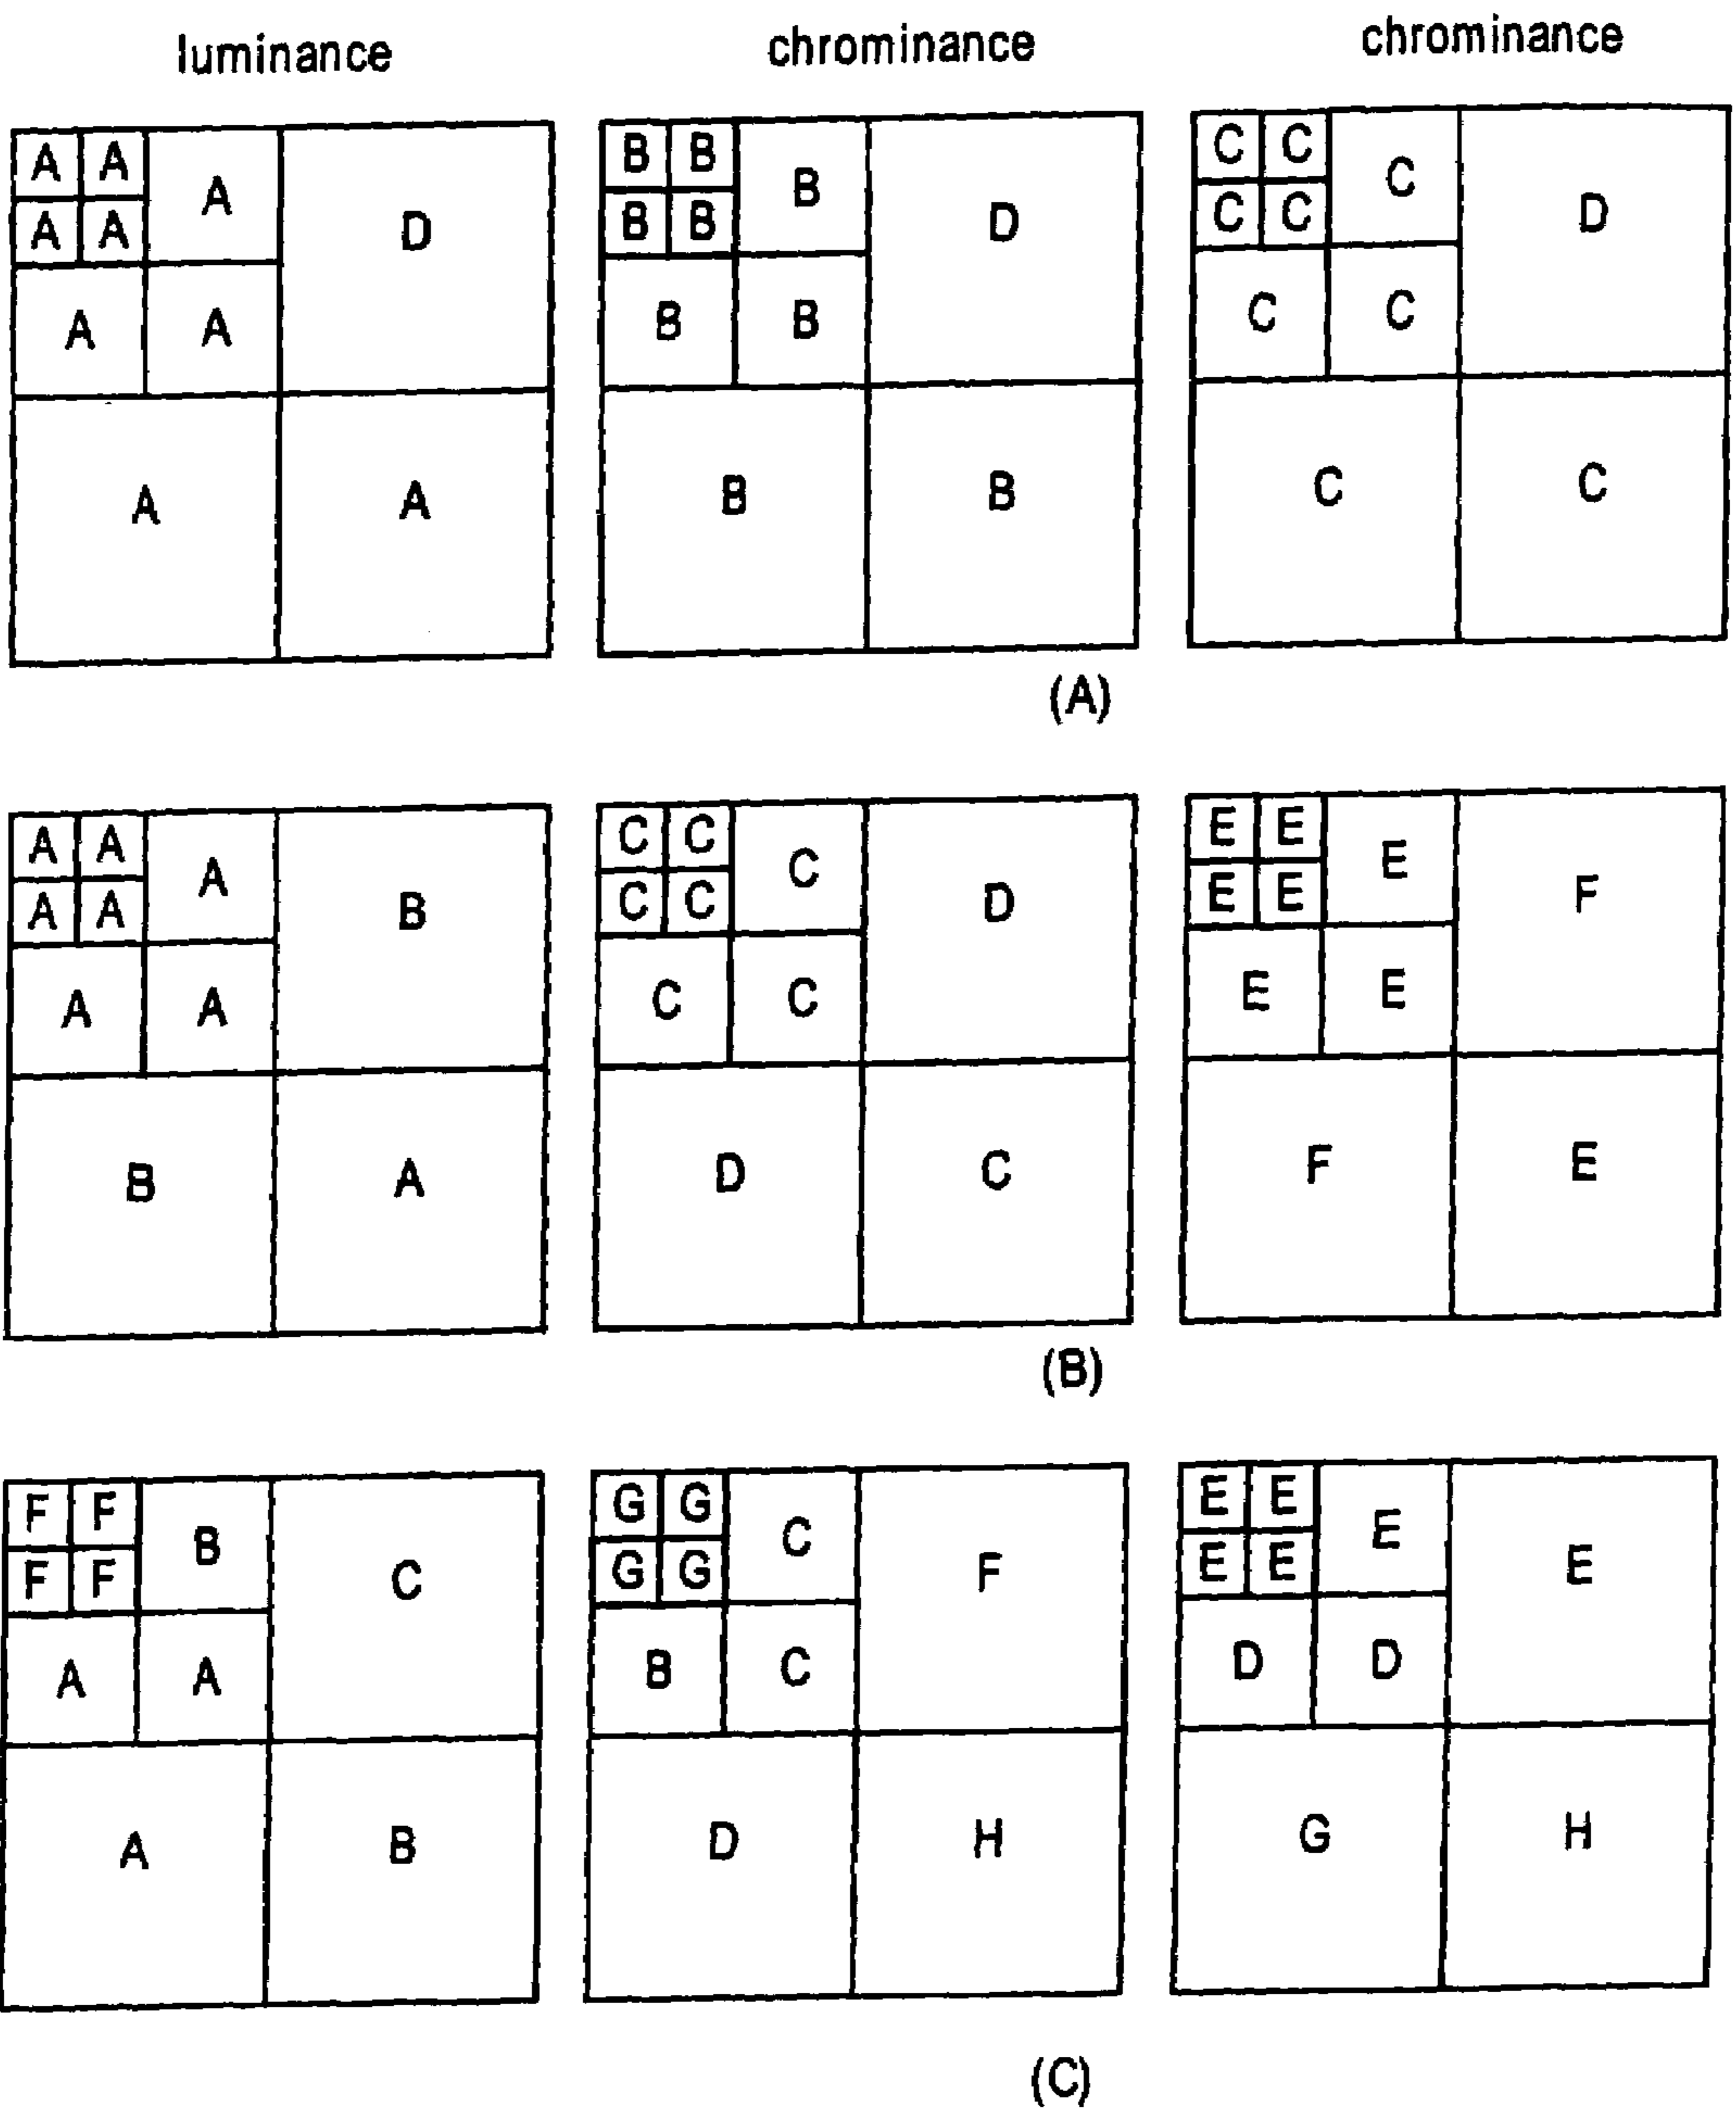 luminance chrominance chrominance
A A A D B B B D C C C D
A A B B C C
A A B B C C
A A B B C C
(A)
A A A B C C C D E E E F
A A C C E E
A A C C E E
B A D C F E
(B)
F F B C G G C F E E E E
F F G G E E
A A B C D D
A B D H G H
(C)